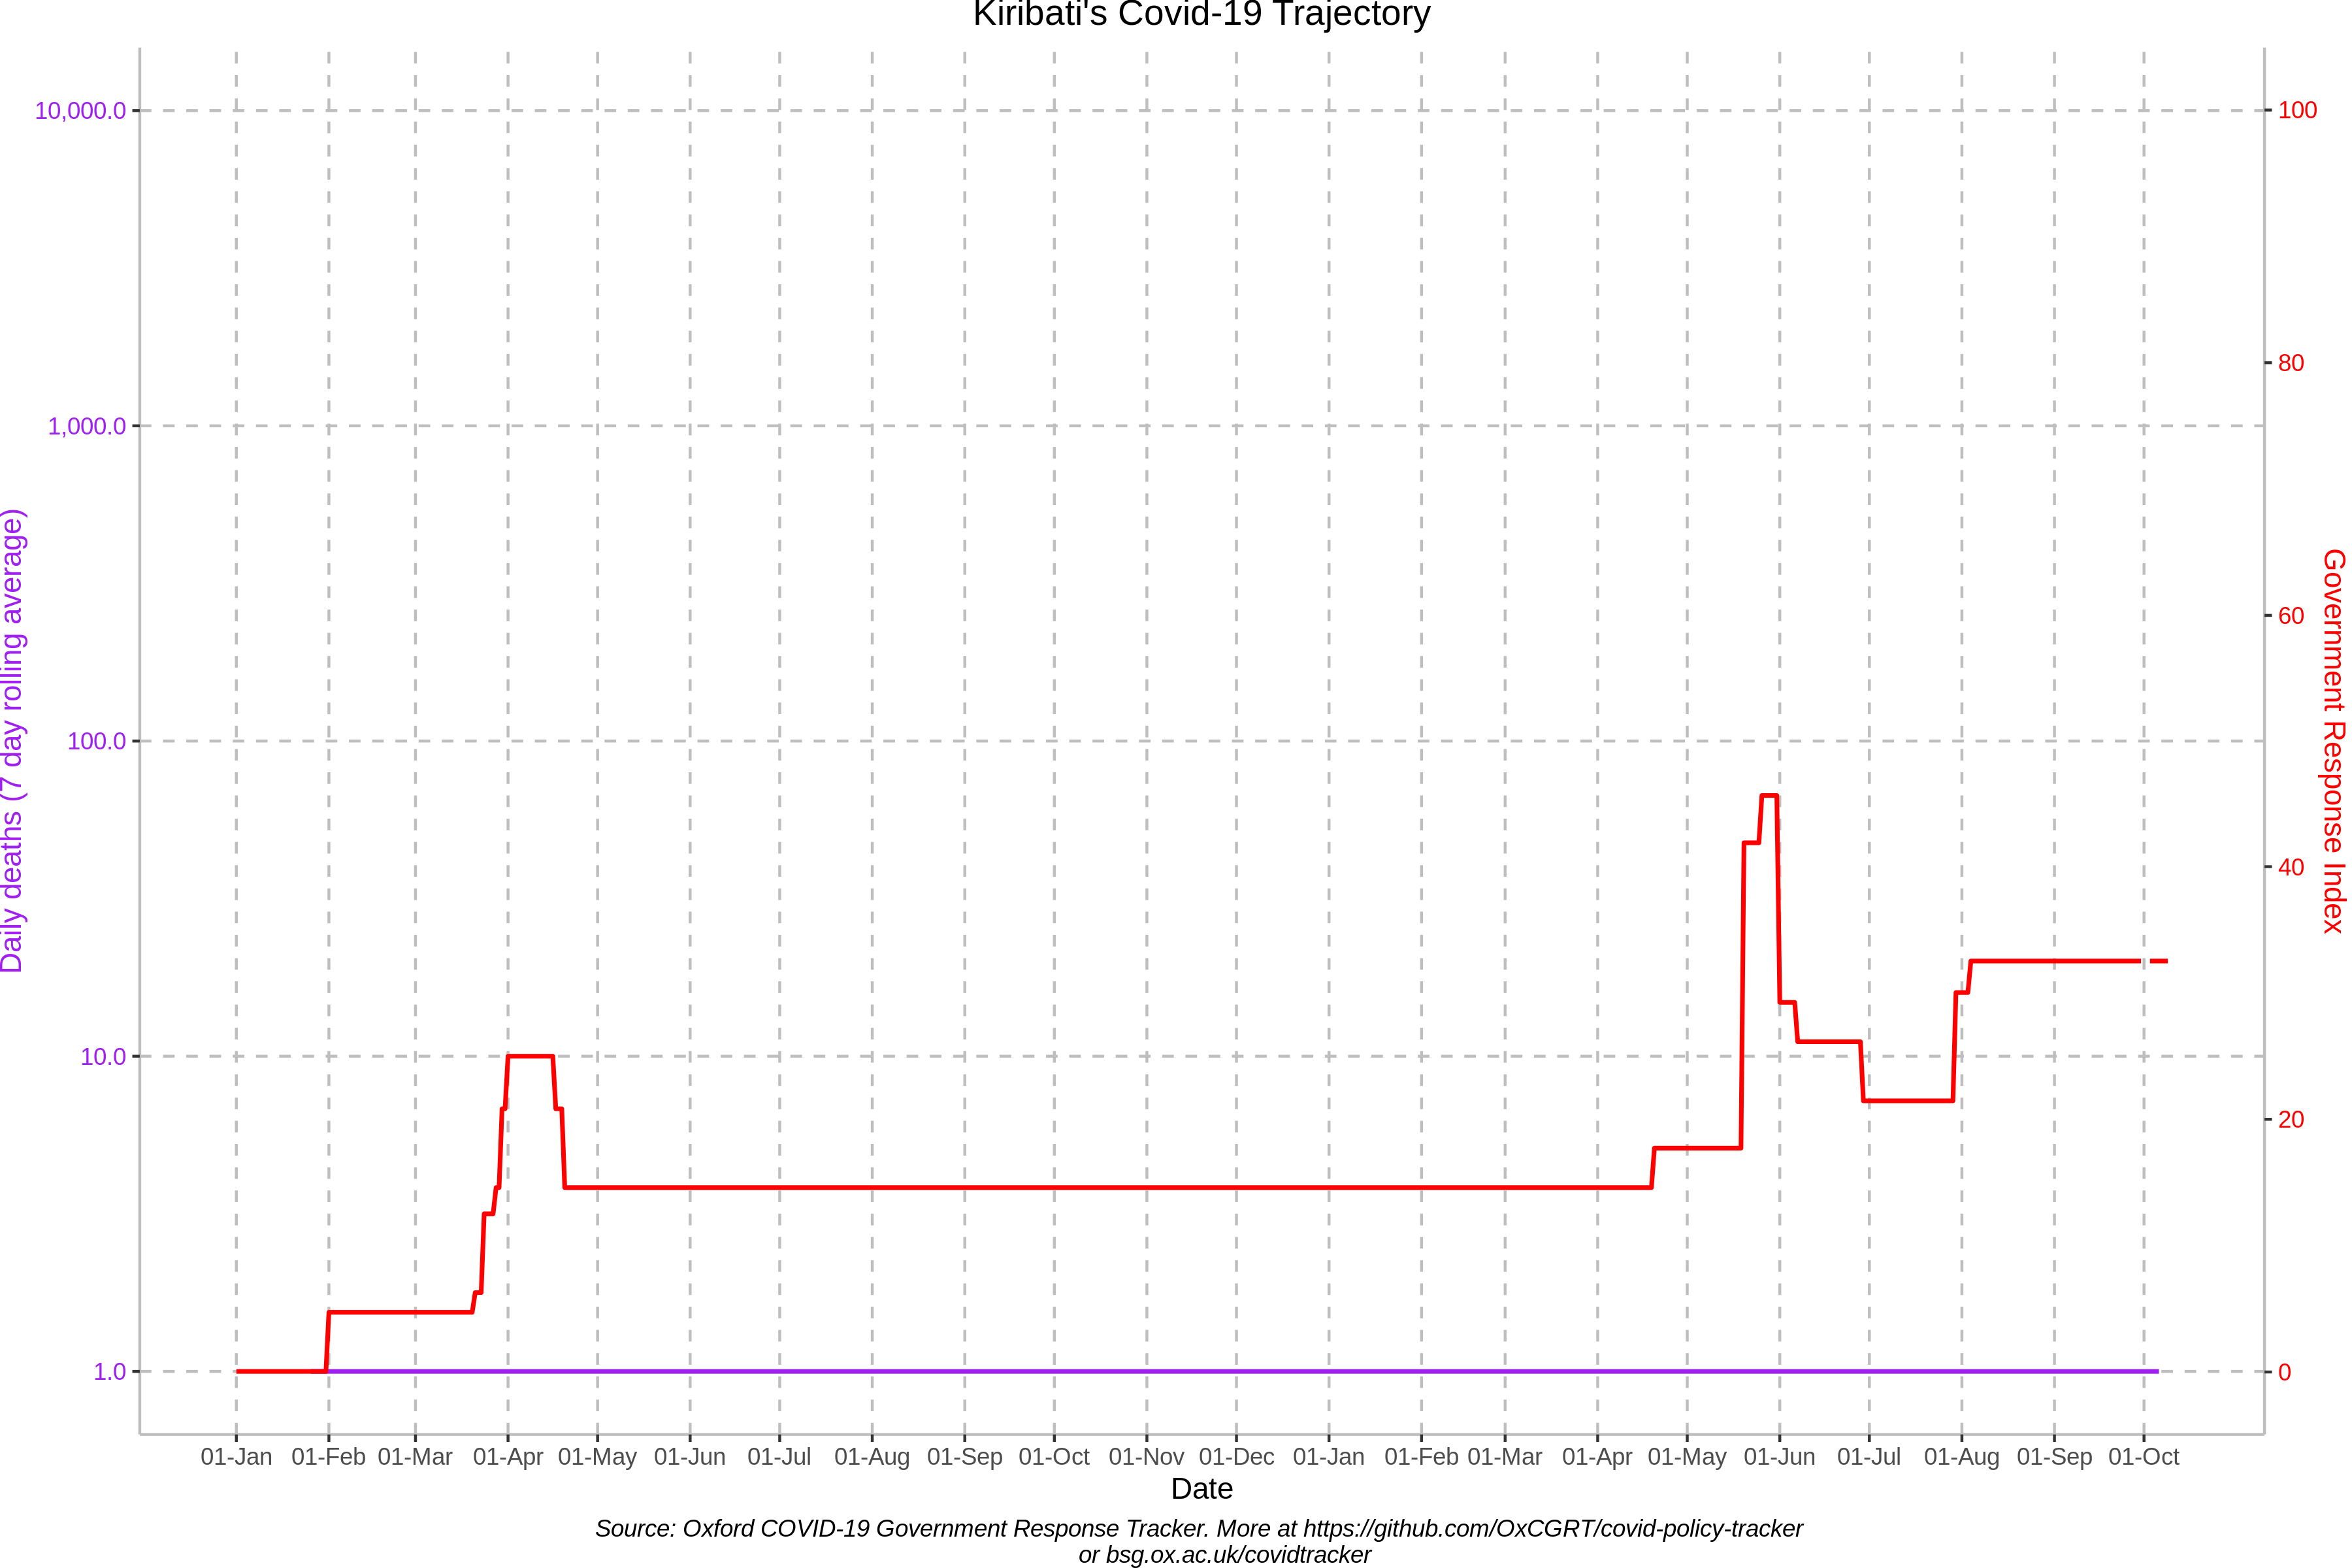 Kiribati's Covid-19 Trajectory
10,000.0
1,000.0
100.0
10.0
1.0
Daily deaths (7 day rolling average)
100
80
60
40
20
0
Government Response Index
01-Jan 01-Feb 01-Mar 01-Apr 01-May 01-Jun 01-Jul 01-Aug 01-Sep 01-Oct 01-Nov 01-Dec 01-Jan 01-Feb 01-Mar 01-Apr 01-May 01-Jun 01-Jul 01-Aug 01-Sep 01-Oct
Date
Source: Oxford COVID-19 Government Response Tracker. More at https://github.com/OxCGRT/covid-policy-tracker
or bsg.ox.ac.uk/covidtracker